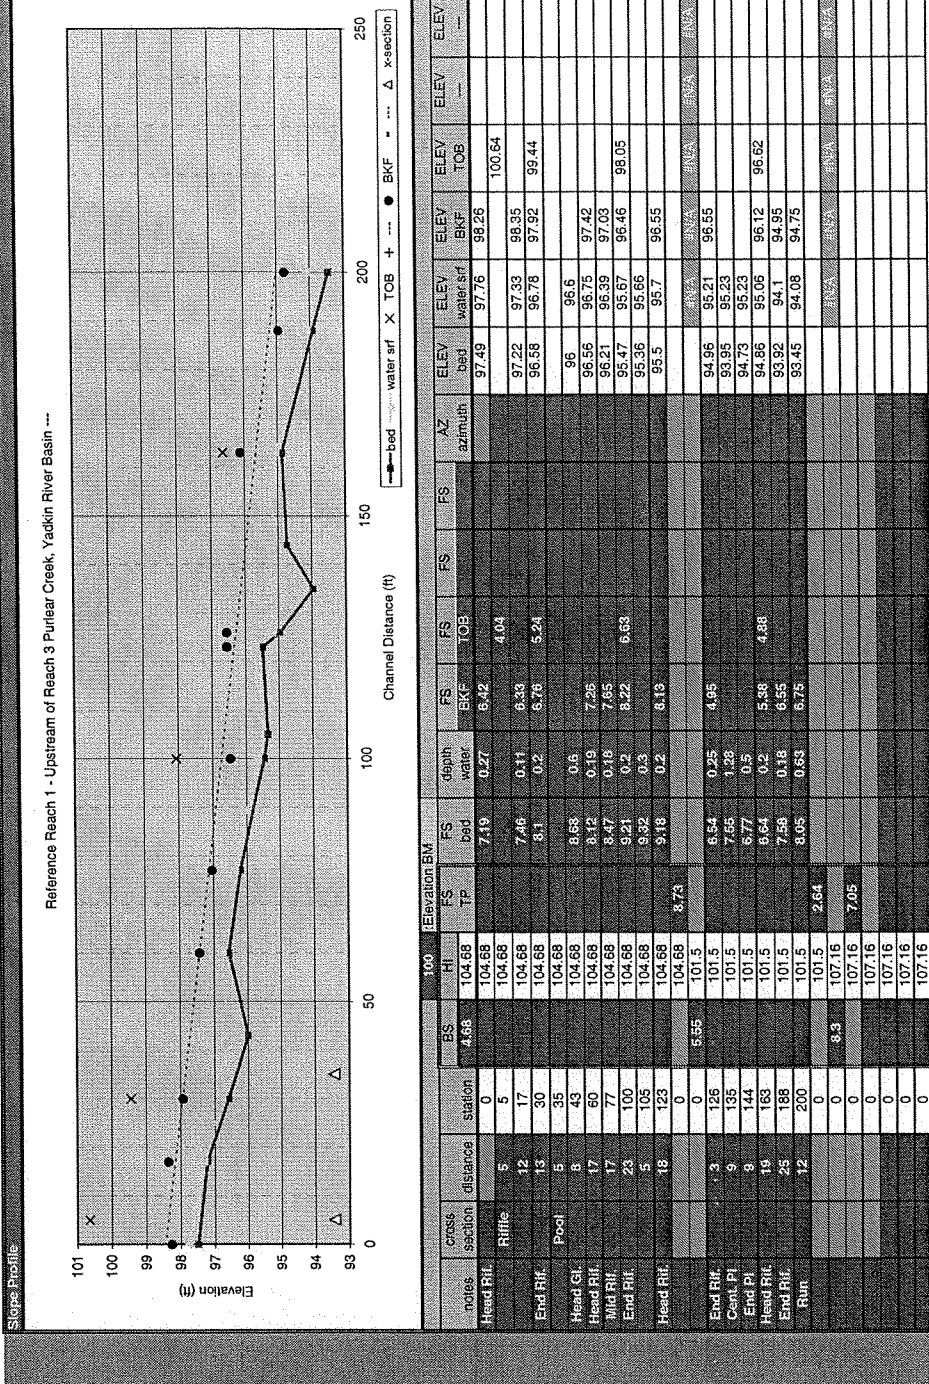 Slope Profile
Reference Reach 1 - Upstream of Reach 3 Purlear Creek, Yadkin River Basin ---
Elevation (ft)
101
100
99
98
97
96
95
94
93
0 50 100 150 200 250
Channel Distance (ft)
bed water srf × TOB + --- ● BKF - --- △ x-section
100 :Elevation BM
notes cross section distance station BS HI FS TP FS bed depth water FS BKF FS TOB FS FS AZ azimuth ELEV bed ELEV water srf ELEV BKF ELEV TOB ELEV --- ELEV ---
4.68 104.68
Head Rif. 0 104.68 7.19 0.27 6.42 97.49 97.76 98.26
Riffle 5 5 104.68 4.04 100.64
12 17 104.68 7.46 0.11 6.33 97.22 97.33 98.35
End Rif. 13 30 104.68 8.1 0.2 6.76 5.24 96.58 96.78 97.92 99.44
Pool 5 35 104.68
Head Gl. 8 43 104.68 8.68 0.6 96 96.6
Head Rif. 17 60 104.68 8.12 0.19 7.26 96.56 96.75 97.42
Mid Rif. 17 77 104.68 8.47 0.18 7.65 96.21 96.39 97.03
End Rif. 23 100 104.68 9.21 0.2 8.22 6.63 95.47 95.67 96.46 98.05
5 105 104.68 9.32 0.3 95.36 95.66
Head Rif. 18 123 104.68 9.18 0.2 8.13 95.5 95.7 96.55
0 104.68 8.73
0 5.55 101.5 #N/A #N/A #N/A #N/A #N/A
End Rif. 3 126 101.5 6.54 0.25 4.95 94.96 95.21 96.55
Cent. Pl 9 135 101.5 7.55 1.28 93.95 95.23
End Pl 9 144 101.5 6.77 0.5 94.73 95.23
Head Rif. 19 163 101.5 6.64 0.2 5.38 4.88 94.86 95.06 96.12 96.62
End Rif. 25 188 101.5 7.58 0.18 6.55 93.92 94.1 94.95
Run 12 200 101.5 8.05 0.63 6.75 93.45 94.08 94.75
0 101.5 2.64
0 8.3 107.16 #N/A #N/A #N/A #N/A #N/A
0 107.16 7.05
0 107.16
0 107.16
0 107.16
0 107.16